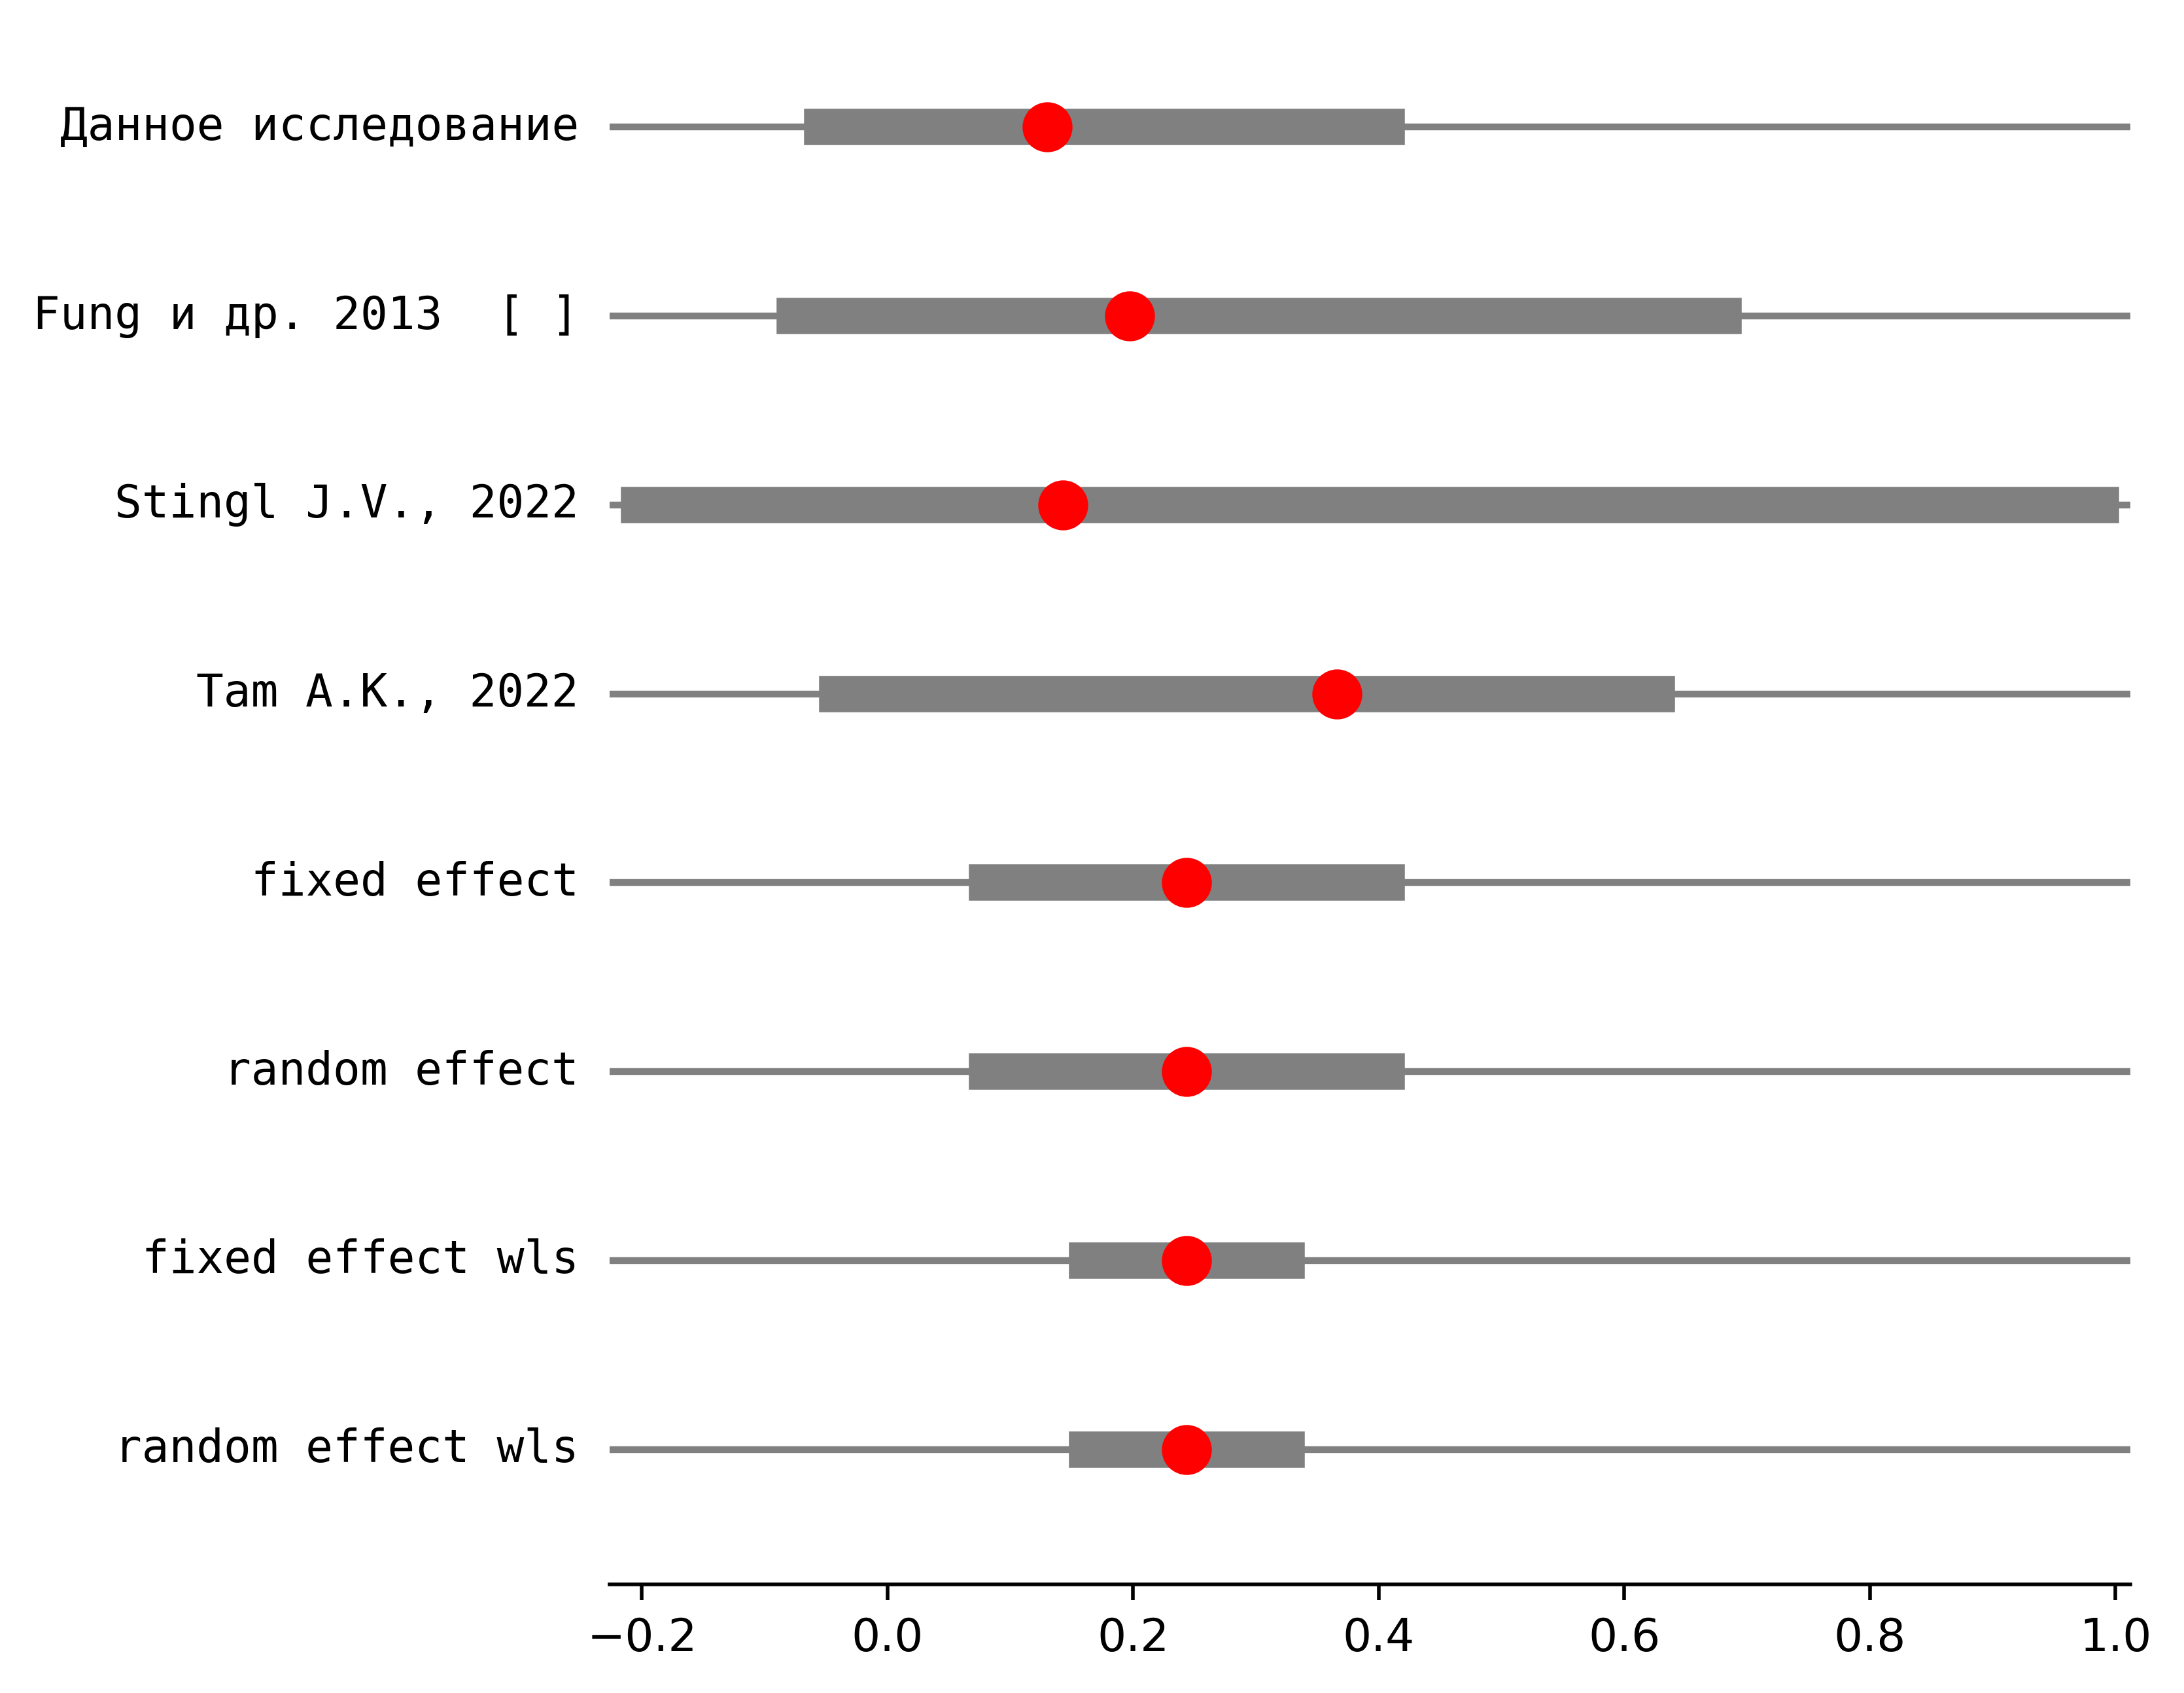 Данное исследование
Fung и др. 2013  [ ]
Stingl J.V., 2022
Tam A.K., 2022
fixed effect
random effect
fixed effect wls
random effect wls
−0.2 0.0 0.2 0.4 0.6 0.8 1.0